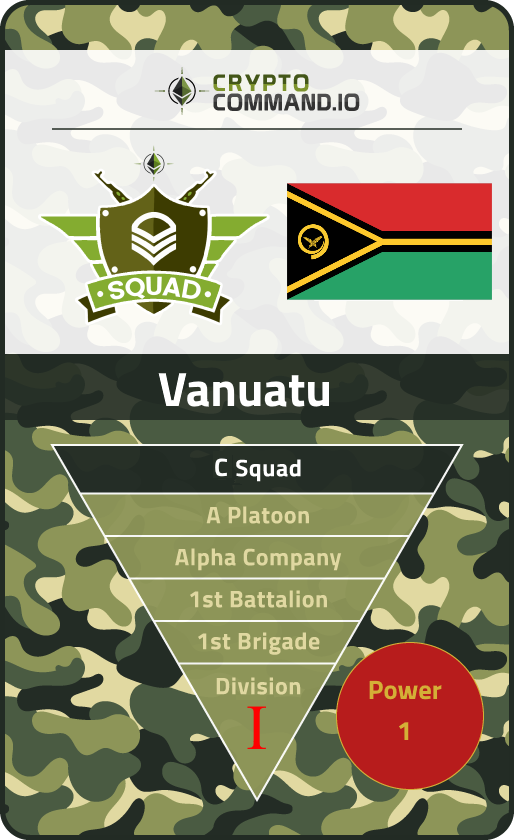 CRYPTO
COMMAND.IO
SQUAD
Vanuatu
C Squad
A Platoon
Alpha Company
1st Battalion
1st Brigade
Division
I
Power
1